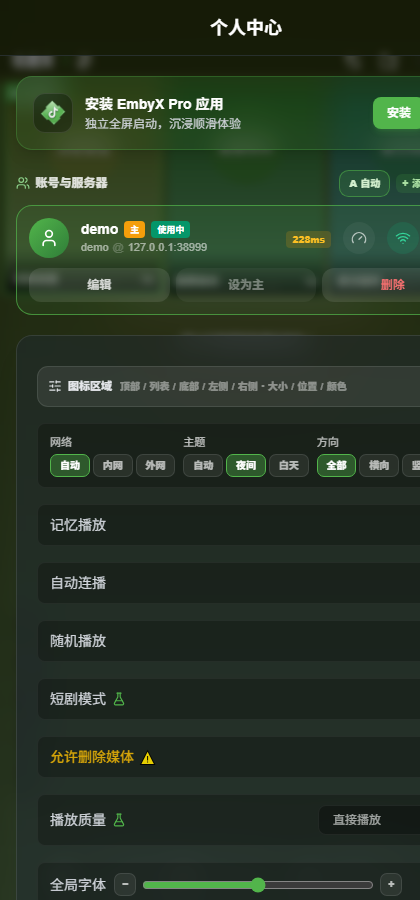 个人中心
安装 EmbyX Pro 应用
独立全屏启动，沉浸顺滑体验
安装
账号与服务器
A 自动
+
demo 主 使用中
demo @ 127.0.0.1:38999
228ms
编辑 设为主 删除
图标区域 顶部 / 列表 / 底部 / 左侧 / 右侧 - 大小 / 位置 / 颜色
网络 主题 方向
自动 内网 外网 自动 夜间 白天 全部 横向
记忆播放
自动连播
随机播放
短剧模式
允许删除媒体
播放质量 直接播放
全局字体 − +